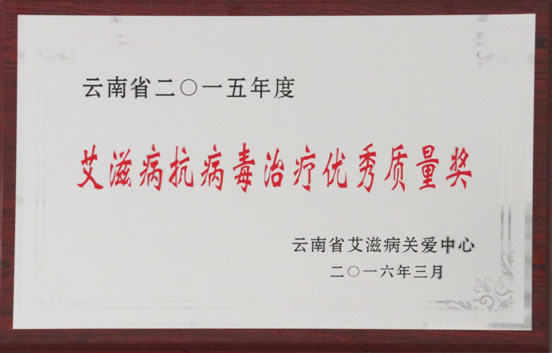 云南省二〇一五年度
艾滋病抗病毒治疗优秀质量奖
云南省艾滋病关爱中心
二〇一六年三月